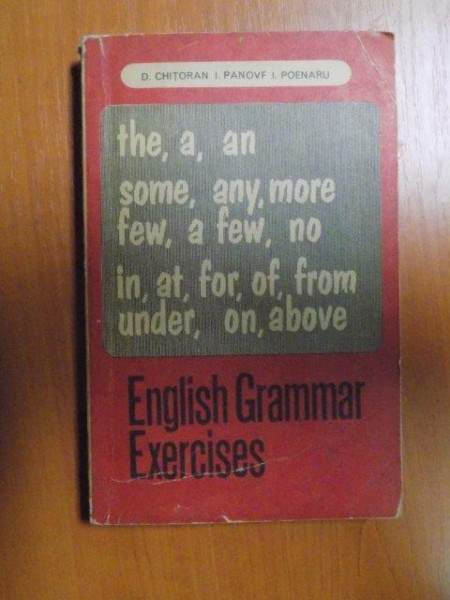 D. CHIȚORAN I. PANOVF I. POENARU
the, a, an
some, any, more
few, a few, no
in, at, for, of, from
under, on, above
English Grammar
Exercises